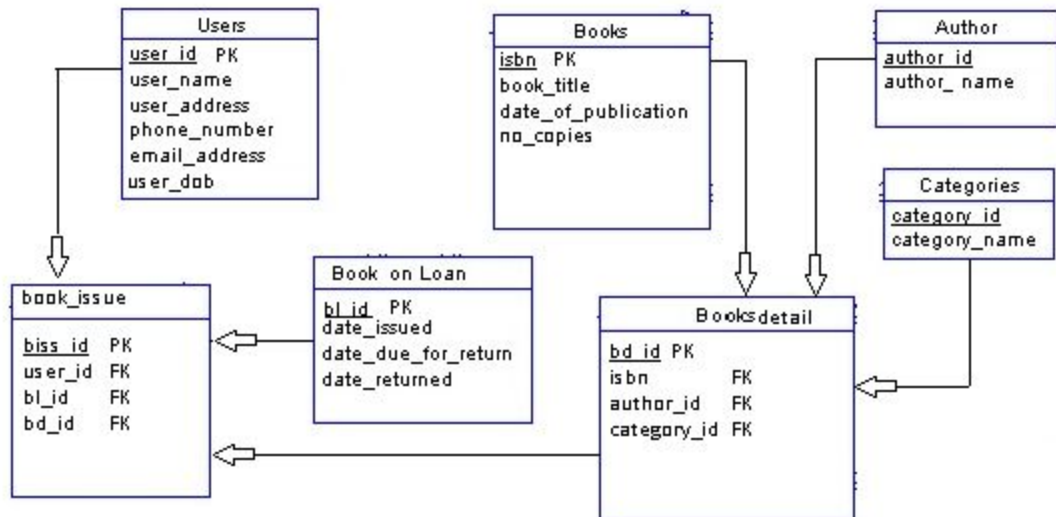 Users
user_id PK
user_name
user_address
phone_number
email_address
user_dob
Books
isbn PK
book_title
date_of_publication
no_copies
Author
author_id
author_ name
Categories
category_id
category_name
book_issue
biss_id PK
user_id FK
bl_id FK
bd_id FK
Book on Loan
bl_id PK
date_issued
date_due_for_return
date_returned
Books detail
bd_id PK
isbn FK
author_id FK
category_id FK